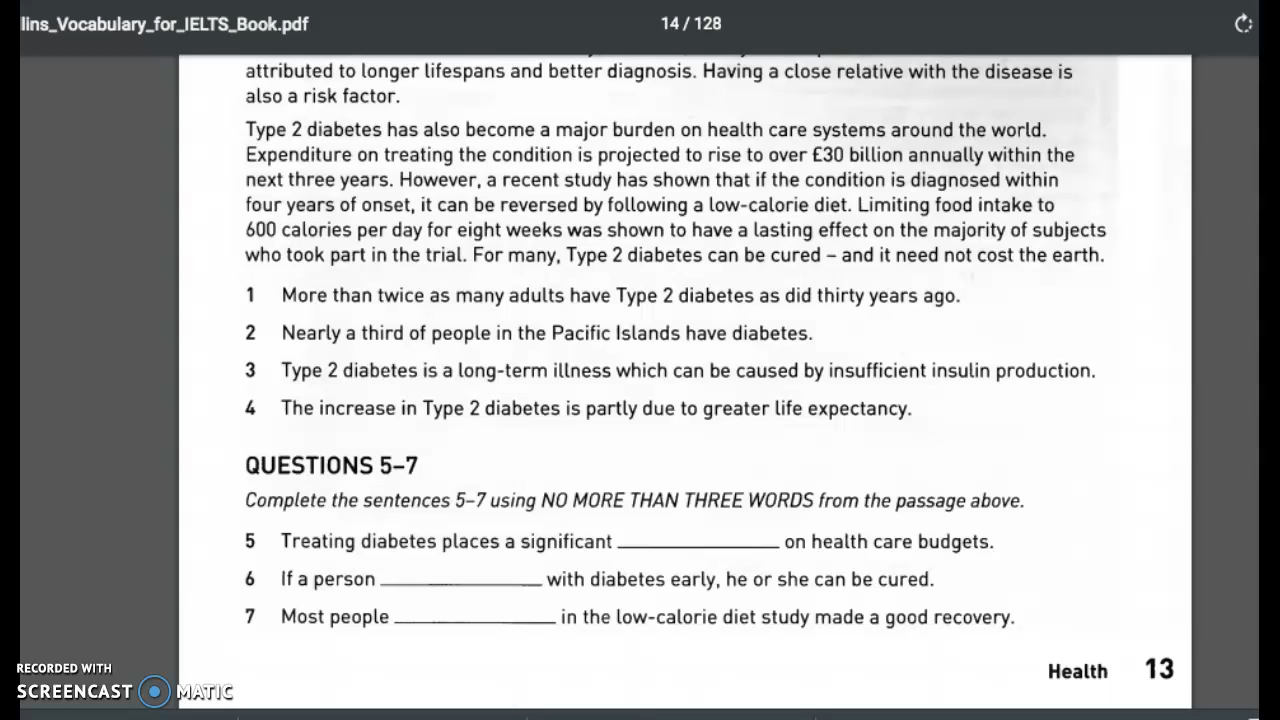 lins_Vocabulary_for_IELTS_Book.pdf
14 / 128
attributed to longer lifespans and better diagnosis. Having a close relative with the disease is
also a risk factor.
Type 2 diabetes has also become a major burden on health care systems around the world.
Expenditure on treating the condition is projected to rise to over £30 billion annually within the
next three years. However, a recent study has shown that if the condition is diagnosed within
four years of onset, it can be reversed by following a low-calorie diet. Limiting food intake to
600 calories per day for eight weeks was shown to have a lasting effect on the majority of subjects
who took part in the trial. For many, Type 2 diabetes can be cured – and it need not cost the earth.
1 More than twice as many adults have Type 2 diabetes as did thirty years ago.
2 Nearly a third of people in the Pacific Islands have diabetes.
3 Type 2 diabetes is a long-term illness which can be caused by insufficient insulin production.
4 The increase in Type 2 diabetes is partly due to greater life expectancy.
QUESTIONS 5–7
Complete the sentences 5–7 using NO MORE THAN THREE WORDS from the passage above.
5 Treating diabetes places a significant ______________ on health care budgets.
6 If a person ______________ with diabetes early, he or she can be cured.
7 Most people ______________ in the low-calorie diet study made a good recovery.
Health 13
RECORDED WITH
SCREENCAST MATIC